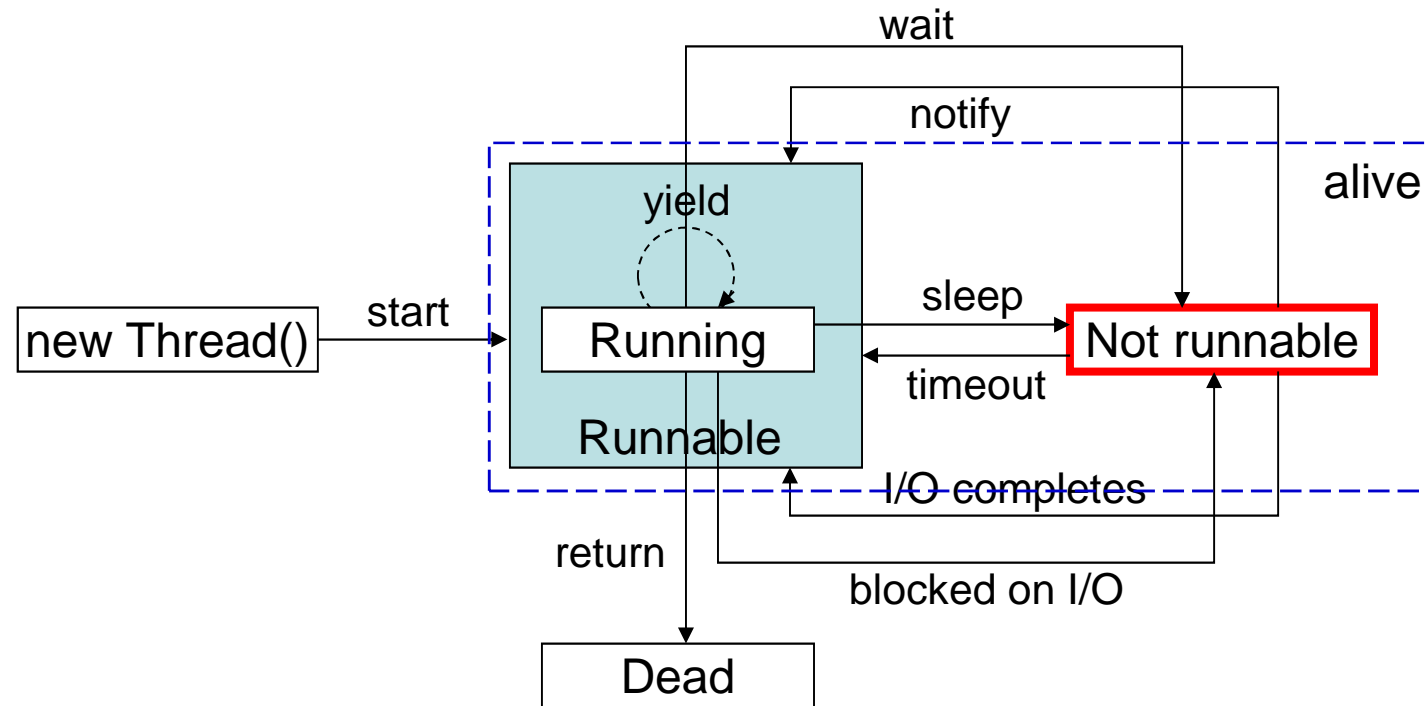 wait
notify
alive
yield
new Thread()
start
Running
sleep
Not runnable
timeout
Runnable
I/O completes
return
blocked on I/O
Dead